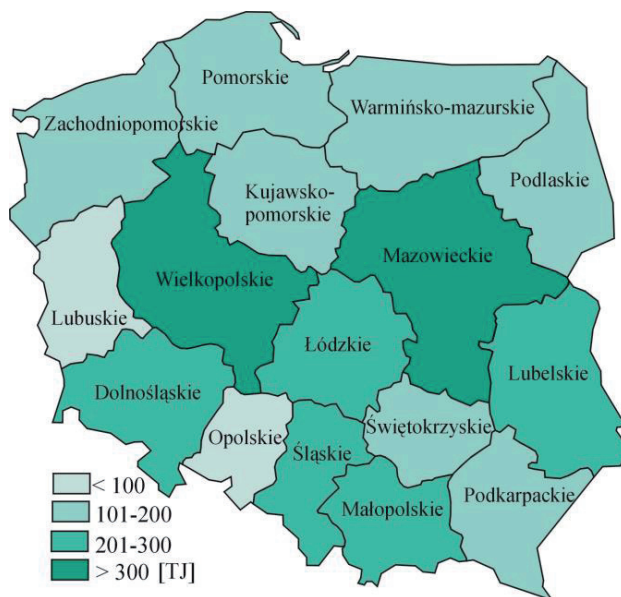 Pomorskie
Warmińsko-mazurskie
Zachodniopomorskie
Podlaskie
Kujawsko-
pomorskie
Mazowieckie
Wielkopolskie
Lubuskie
Łódzkie
Lubelskie
Dolnośląskie
Opolskie
Świętokrzyskie
Śląskie
Podkarpackie
Małopolskie
< 100
101-200
201-300
> 300 [TJ]